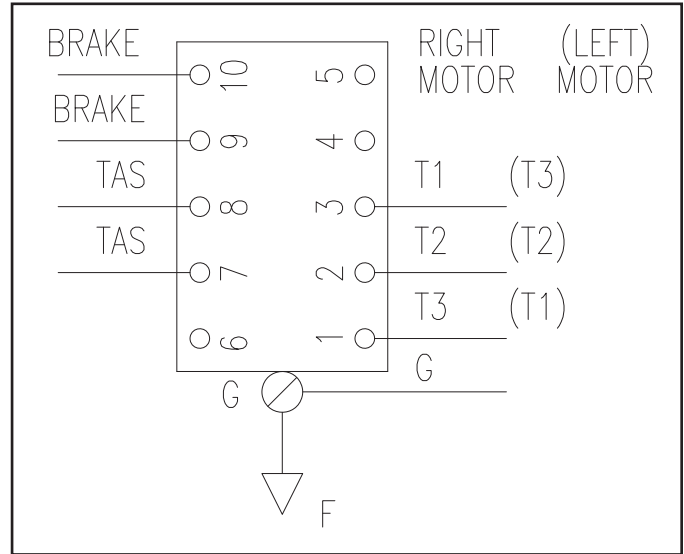 BRAKE 10 5 RIGHT (LEFT)
MOTOR MOTOR
BRAKE 9 4
TAS 8 3 T1 (T3)
TAS 7 2 T2 (T2)
6 1 T3 (T1)
G G
F